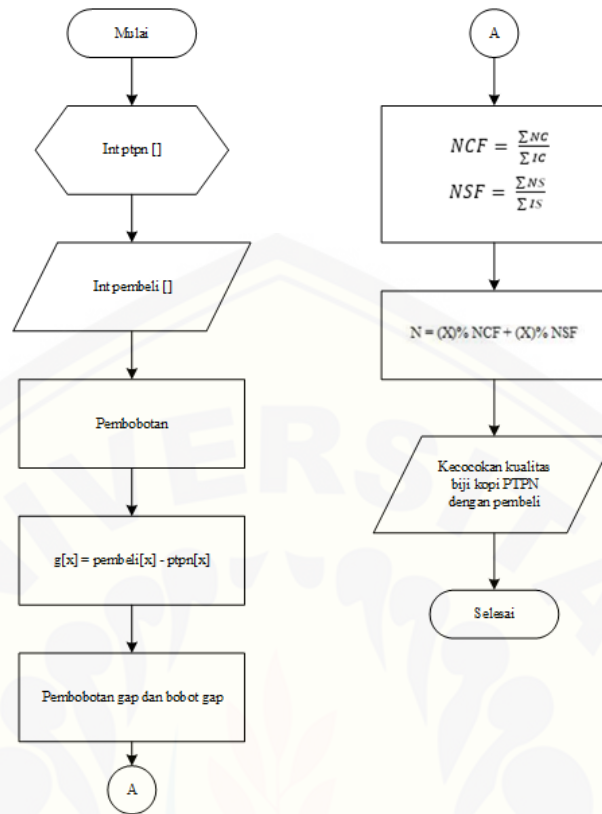 Mulai
Int ptpn []
Int pembeli []
Pembobotan
g[x] = pembeli[x] - ptpn[x]
Pembobotan gap dan bobot gap
A
A
NCF = ΣNC / ΣIC
NSF = ΣNS / ΣIS
N = (X)% NCF + (X)% NSF
Kecocokan kualitas
biji kopi PTPN
dengan pembeli
Selesai
UNIVERSITA